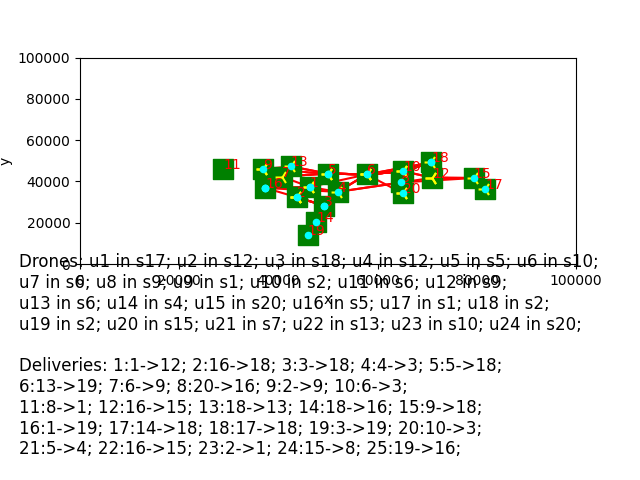 100000
80000
60000
40000
20000
0
y
11
0 20000 40000 60000 80000 100000
x
Drones: u1 in s17; u2 in s12; u3 in s18; u4 in s12; u5 in s5; u6 in s10;
u7 in s6; u8 in s9; u9 in s1; u10 in s2; u11 in s6; u12 in s9;
u13 in s6; u14 in s4; u15 in s20; u16 in s5; u17 in s1; u18 in s2;
u19 in s2; u20 in s15; u21 in s7; u22 in s13; u23 in s10; u24 in s20;
Deliveries: 1:1->12; 2:16->18; 3:3->18; 4:4->3; 5:5->18;
6:13->19; 7:6->9; 8:20->16; 9:2->9; 10:6->3;
11:8->1; 12:16->15; 13:18->13; 14:18->16; 15:9->18;
16:1->19; 17:14->18; 18:17->18; 19:3->19; 20:10->3;
21:5->4; 22:16->15; 23:2->1; 24:15->8; 25:19->16;